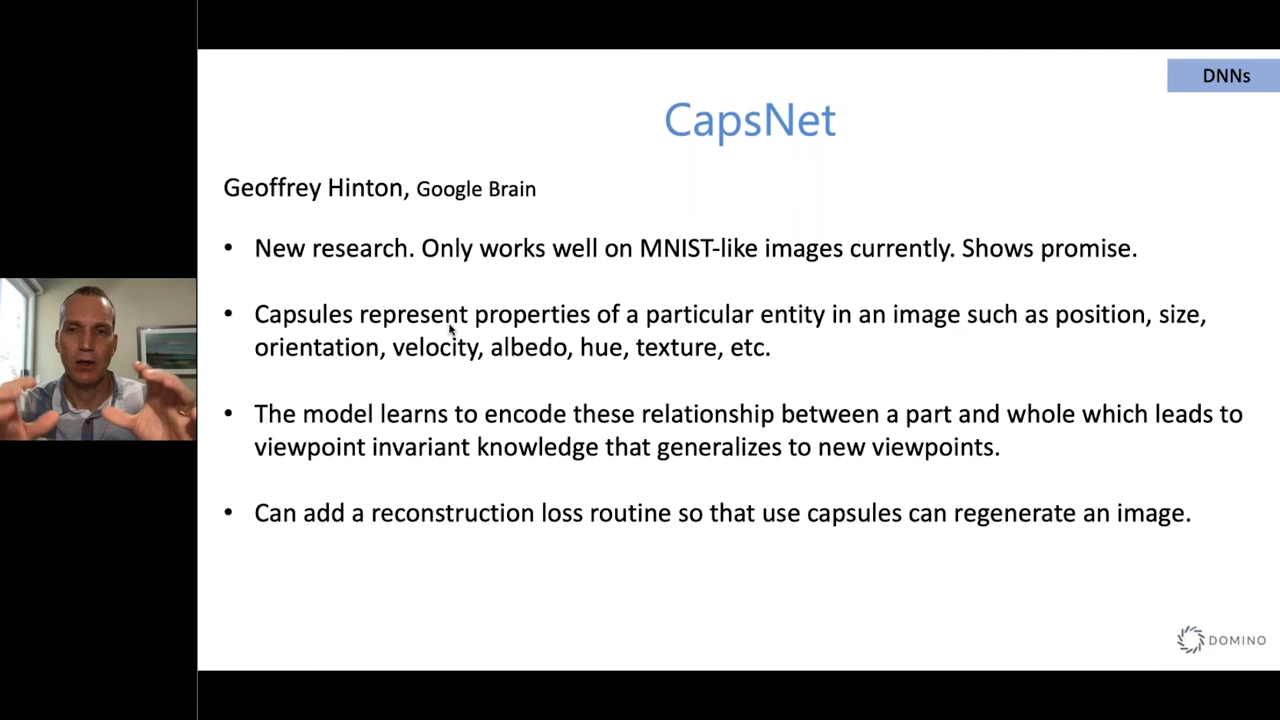 DNNs
CapsNet
Geoffrey Hinton, Google Brain
• New research. Only works well on MNIST-like images currently. Shows promise.
• Capsules represent properties of a particular entity in an image such as position, size,
orientation, velocity, albedo, hue, texture, etc.
• The model learns to encode these relationship between a part and whole which leads to
viewpoint invariant knowledge that generalizes to new viewpoints.
• Can add a reconstruction loss routine so that use capsules can regenerate an image.
DOMINO